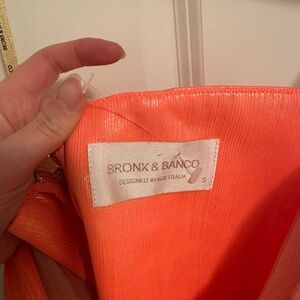 BRONX & BANCO
DESIGNED IN AUSTRALIA
S